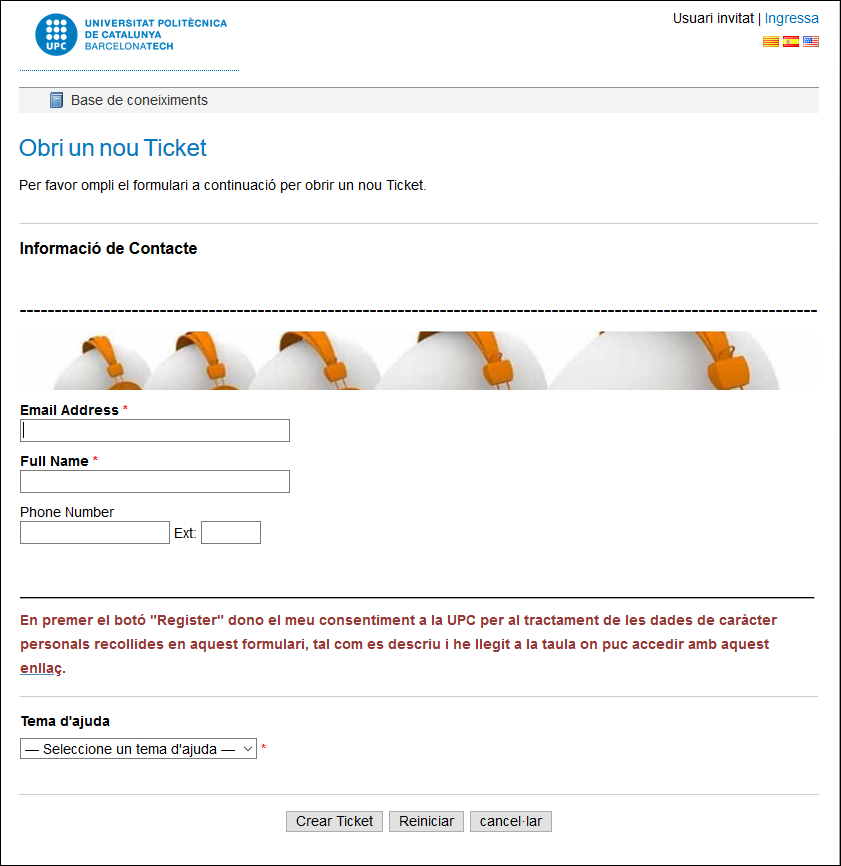 UNIVERSITAT POLITÈCNICA
DE CATALUNYA
BARCELONATECH
UPC
Usuari invitat | Ingressa
Base de coneiximents
Obri un nou Ticket
Per favor ompli el formulari a continuació per obrir un nou Ticket.
Informació de Contacte
Email Address *
Full Name *
Phone Number
Ext:
En premer el botó "Register" dono el meu consentiment a la UPC per al tractament de les dades de caràcter
personals recollides en aquest formulari, tal com es descriu i he llegit a la taula on puc accedir amb aquest
enllaç.
Tema d'ajuda
— Seleccione un tema d'ajuda — *
Crear Ticket Reiniciar cancel·lar